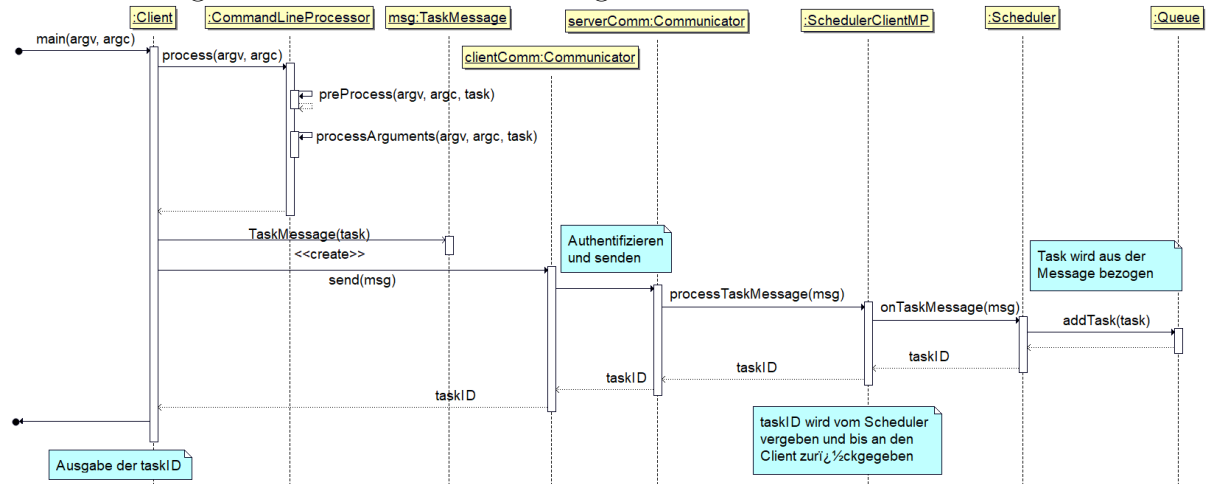 :Client
:CommandLineProcessor
msg:TaskMessage
serverComm:Communicator
:SchedulerClientMP
:Scheduler
:Queue
clientComm:Communicator
main(argv, argc)
process(argv, argc)
preProcess(argv, argc, task)
processArguments(argv, argc, task)
TaskMessage(task)
<<create>>
send(msg)
Authentifizieren
und senden
processTaskMessage(msg)
onTaskMessage(msg)
Task wird aus der
Message bezogen
addTask(task)
taskID
taskID
taskID
taskID
taskID wird vom Scheduler
vergeben und bis an den
Client zurï¿½ckgegeben
Ausgabe der taskID